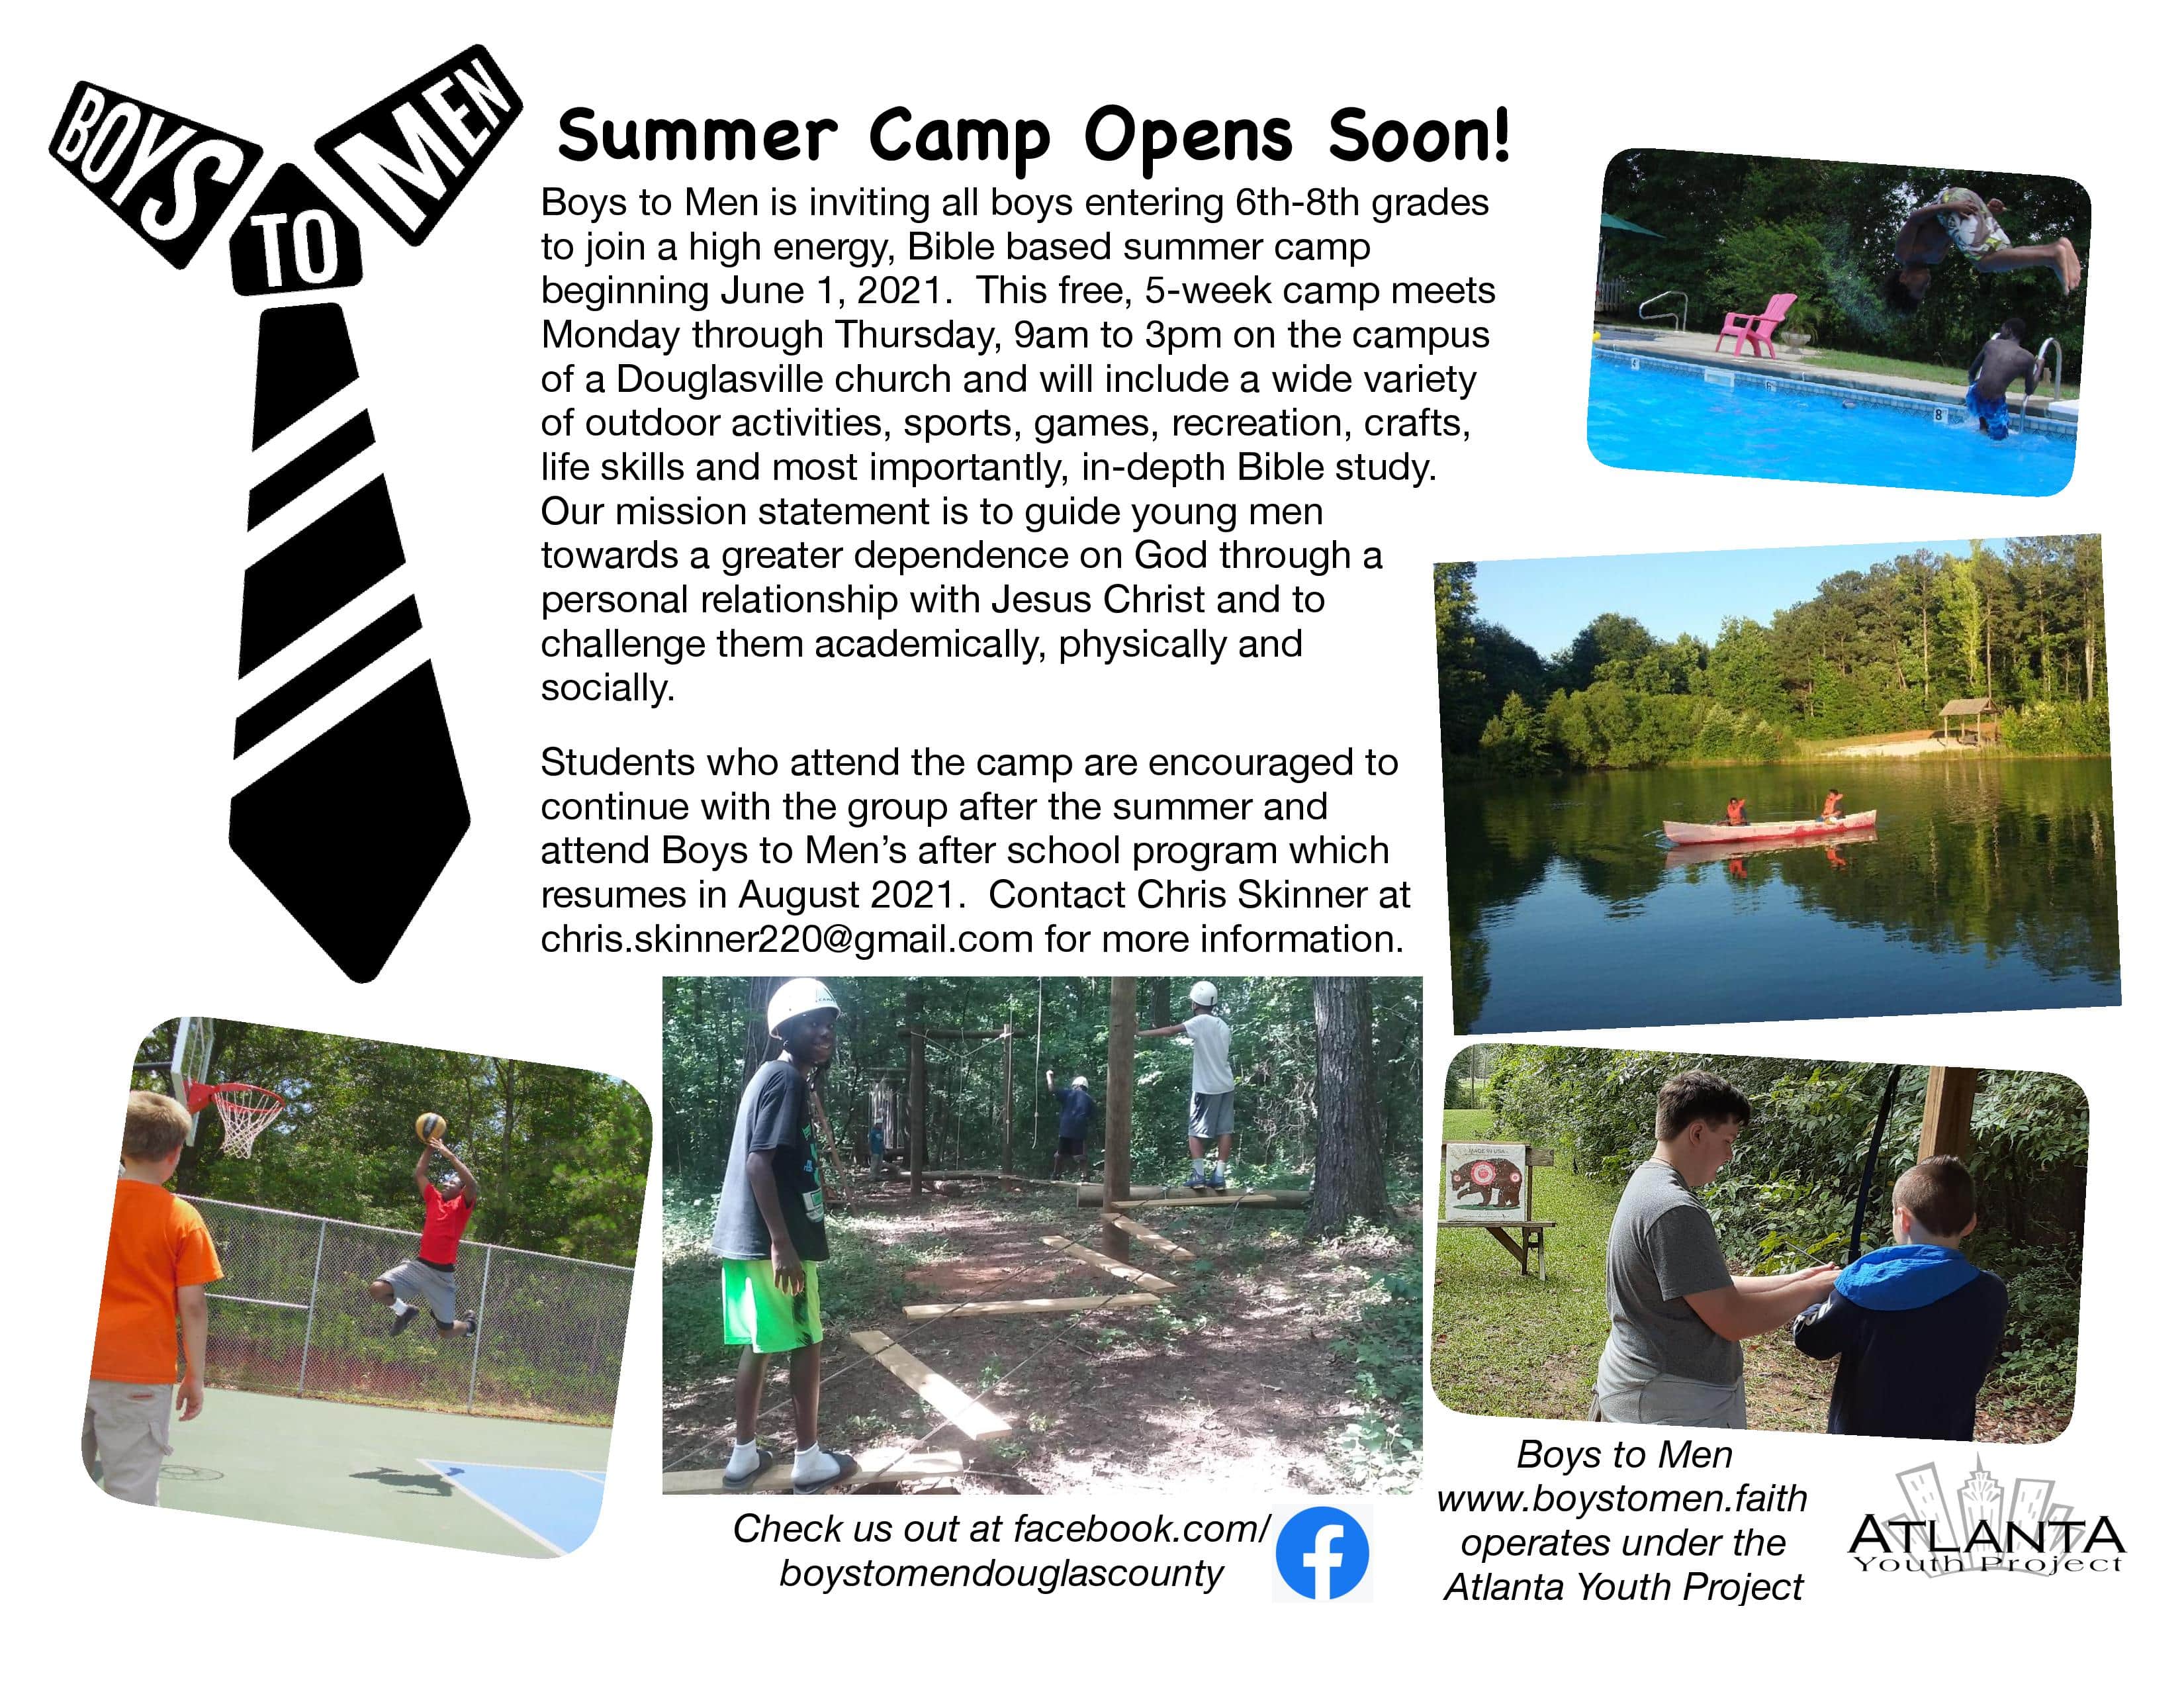 BOYS
TO
MEN
Summer Camp Opens Soon!
Boys to Men is inviting all boys entering 6th-8th grades
to join a high energy, Bible based summer camp
beginning June 1, 2021.  This free, 5-week camp meets
Monday through Thursday, 9am to 3pm on the campus
of a Douglasville church and will include a wide variety
of outdoor activities, sports, games, recreation, crafts,
life skills and most importantly, in-depth Bible study.
Our mission statement is to guide young men
towards a greater dependence on God through a
personal relationship with Jesus Christ and to
challenge them academically, physically and
socially.
Students who attend the camp are encouraged to
continue with the group after the summer and
attend Boys to Men’s after school program which
resumes in August 2021.  Contact Chris Skinner at
chris.skinner220@gmail.com for more information.
8
MADE IN USA
Check us out at facebook.com/
boystomendouglascounty
f
Boys to Men
www.boystomen.faith
operates under the
Atlanta Youth Project
ATLANTA
Youth Project